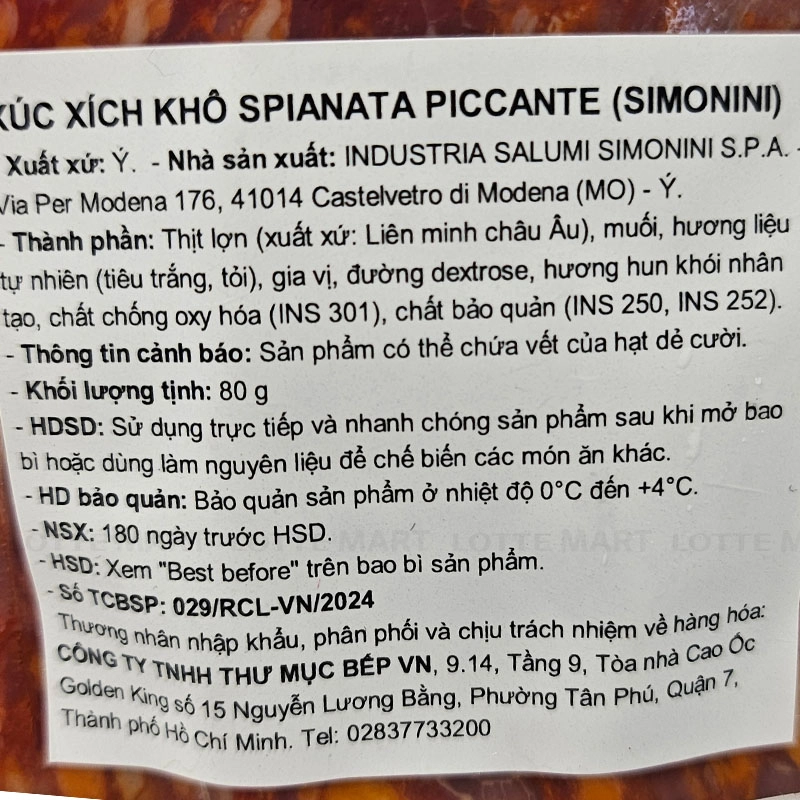 XÚC XÍCH KHÔ SPIANATA PICCANTE (SIMONINI)
Xuất xứ: Ý. - Nhà sản xuất: INDUSTRIA SALUMI SIMONINI S.P.A. -
Via Per Modena 176, 41014 Castelvetro di Modena (MO) - Ý.
- Thành phần: Thịt lợn (xuất xứ: Liên minh châu Âu), muối, hương liệu
tự nhiên (tiêu trắng, tỏi), gia vị, đường dextrose, hương hun khói nhân
tạo, chất chống oxy hóa (INS 301), chất bảo quản (INS 250, INS 252).
- Thông tin cảnh báo: Sản phẩm có thể chứa vết của hạt dẻ cười.
- Khối lượng tịnh: 80 g
- HDSD: Sử dụng trực tiếp và nhanh chóng sản phẩm sau khi mở bao
bì hoặc dùng làm nguyên liệu để chế biến các món ăn khác.
- HD bảo quản: Bảo quản sản phẩm ở nhiệt độ 0°C đến +4°C.
- NSX: 180 ngày trước HSD.
LOTTE MART LOTTE MART LOTTE M
- HSD: Xem "Best before" trên bao bì sản phẩm.
- Số TCBSP: 029/RCL-VN/2024
Thương nhân nhập khẩu, phân phối và chịu trách nhiệm về hàng hóa:
CÔNG TY TNHH THƯ MỤC BẾP VN, 9.14, Tầng 9, Tòa nhà Cao Ốc
Golden King số 15 Nguyễn Lương Bằng, Phường Tân Phú, Quận 7,
Thành phố Hồ Chí Minh. Tel: 02837733200